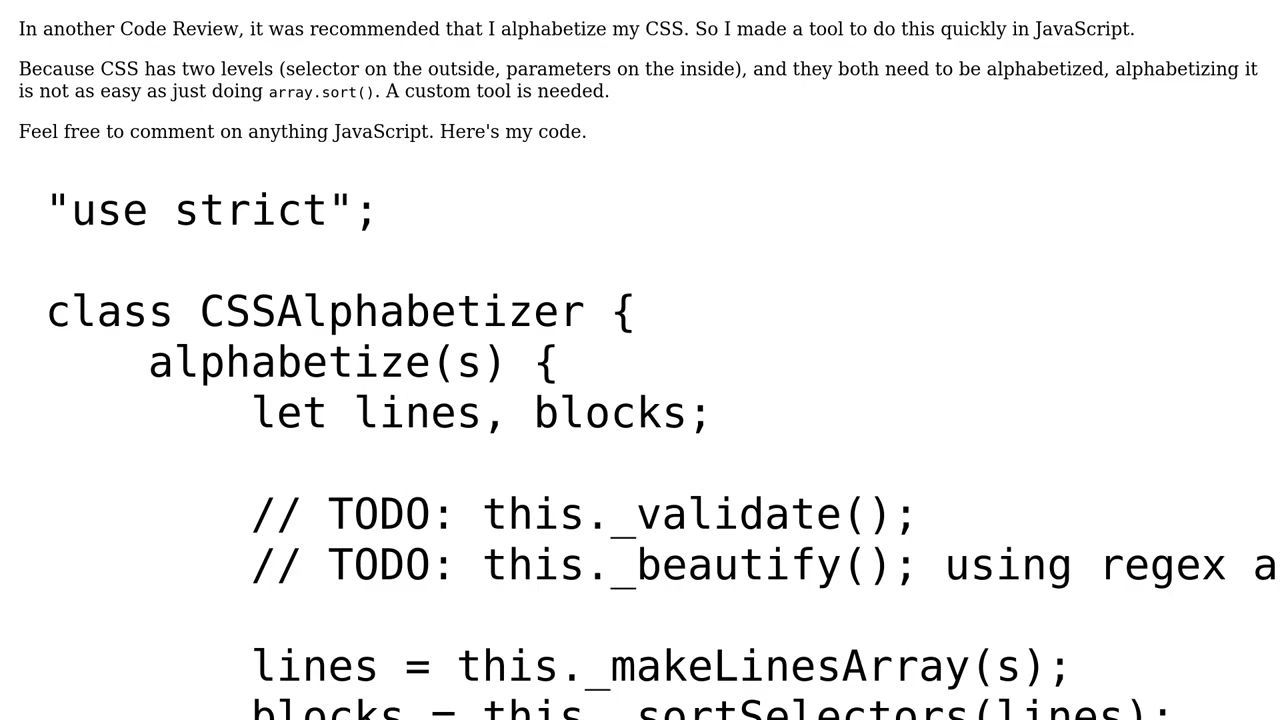 In another Code Review, it was recommended that I alphabetize my CSS. So I made a tool to do this quickly in JavaScript.
Because CSS has two levels (selector on the outside, parameters on the inside), and they both need to be alphabetized, alphabetizing it
is not as easy as just doing array.sort(). A custom tool is needed.
Feel free to comment on anything JavaScript. Here's my code.
"use strict";
class CSSAlphabetizer {
    alphabetize(s) {
        let lines, blocks;
        // TODO: this._validate();
        // TODO: this._beautify(); using regex a
        lines = this._makeLinesArray(s);
        blocks = this._sortSelectors(lines);